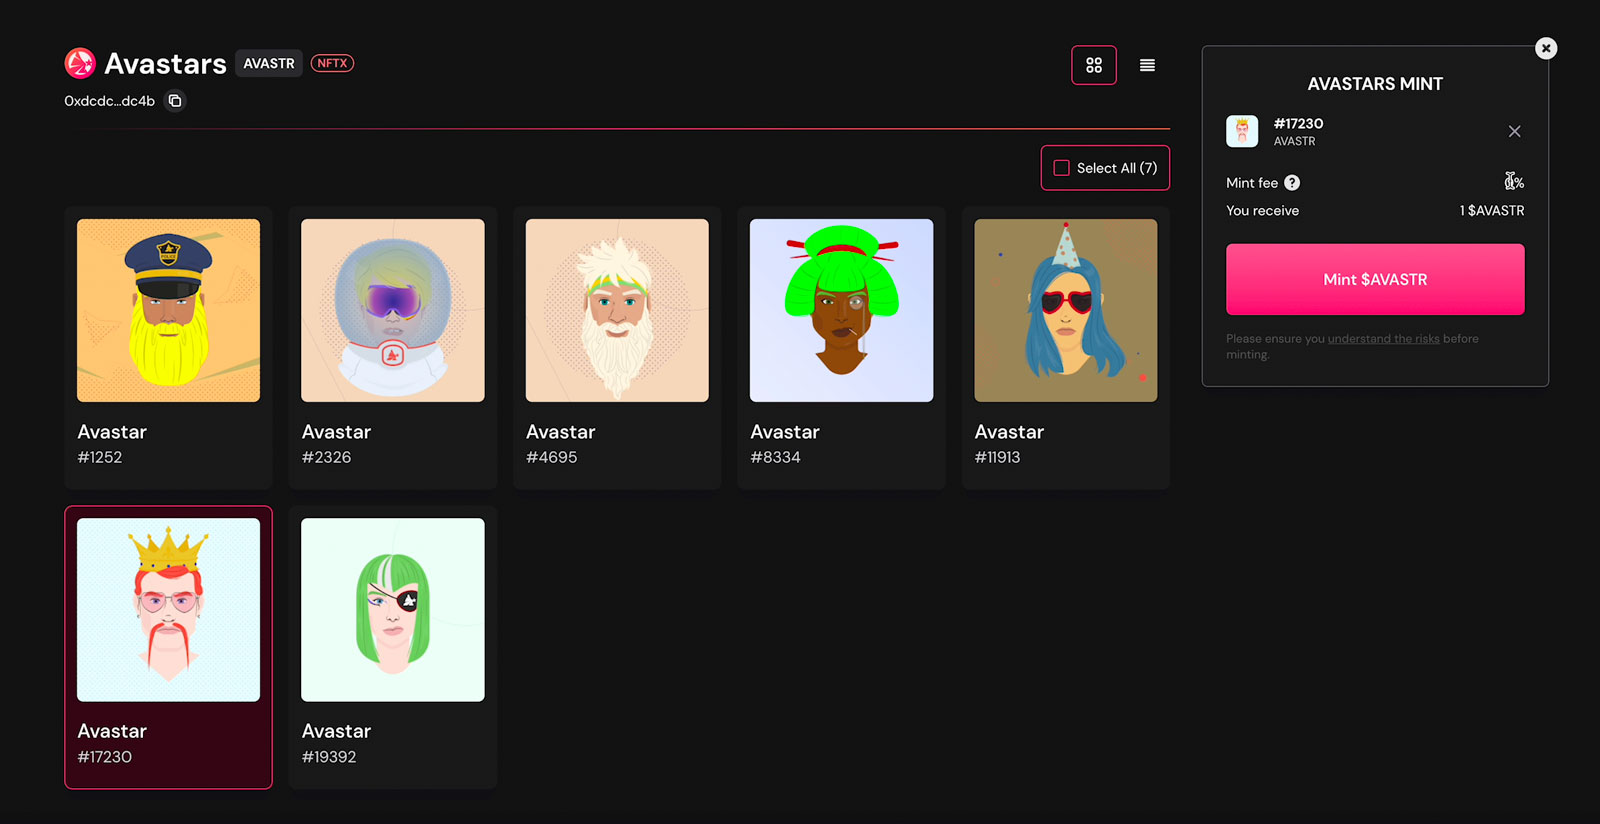 Avastars AVASTR NFTX
0xdcdc...dc4b
Select All (7)
POLICE
Avastar
#1252
Avastar
#2326
Avastar
#4695
Avastar
#8334
Avastar
#11913
Avastar
#17230
Avastar
#19392
AVASTARS MINT
#17230
AVASTR
Mint fee ? %
You receive 1 $AVASTR
Mint $AVASTR
Please ensure you understand the risks before
minting.